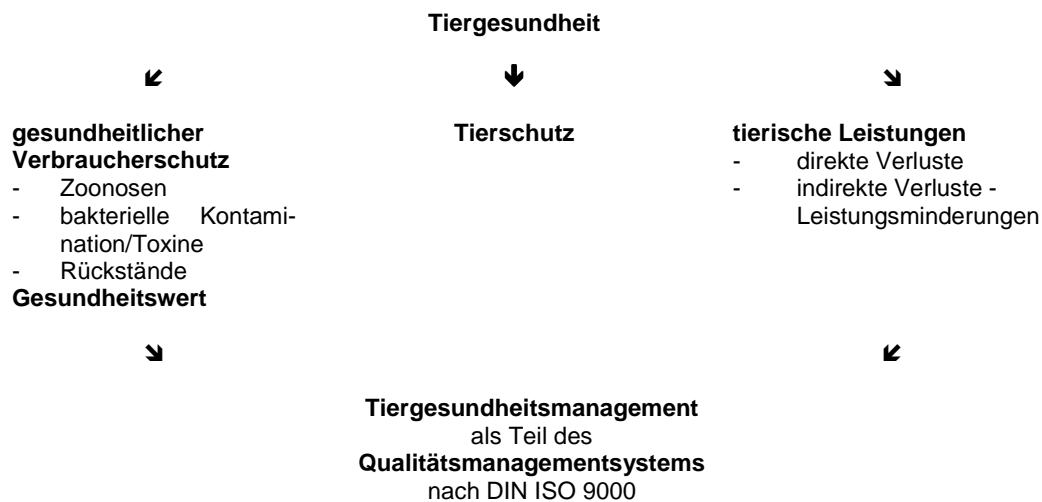 Tiergesundheit
gesundheitlicher
Verbraucherschutz
- Zoonosen
- bakterielle Kontami-
nation/Toxine
- Rückstände
Gesundheitswert
Tierschutz
tierische Leistungen
- direkte Verluste
- indirekte Verluste -
Leistungsminderungen
Tiergesundheitsmanagement
als Teil des
Qualitätsmanagementsystems
nach DIN ISO 9000